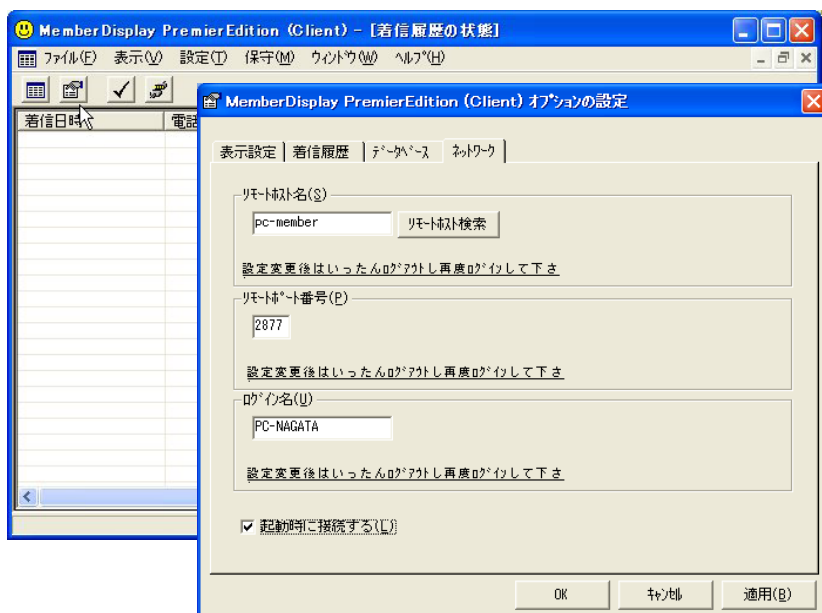 MemberDisplay PremierEdition (Client) - [着信履歴の状態]
ﾌｧｲﾙ(F) 表示(V) 設定(T) 保守(M) ｳｨﾝﾄﾞｳ(W) ﾍﾙﾌﾟ(H)
着信日時 電話
MemberDisplay PremierEdition (Client) ｵﾌﾟｼｮﾝの設定
表示設定 着信履歴 ﾃﾞｰﾀﾍﾞｰｽ ﾈｯﾄﾜｰｸ
ﾘﾓｰﾄﾎｽﾄ名(S)
pc-member ﾘﾓｰﾄﾎｽﾄ検索
設定変更後はいったんﾛｸﾞｱｳﾄし再度ﾛｸﾞｲﾝして下さ
ﾘﾓｰﾄﾎﾟｰﾄ番号(P)
2877
設定変更後はいったんﾛｸﾞｱｳﾄし再度ﾛｸﾞｲﾝして下さ
ﾛｸﾞｲﾝ名(U)
PC-NAGATA
設定変更後はいったんﾛｸﾞｱｳﾄし再度ﾛｸﾞｲﾝして下さ
起動時に接続する(L)
OK ｷｬﾝｾﾙ 適用(B)